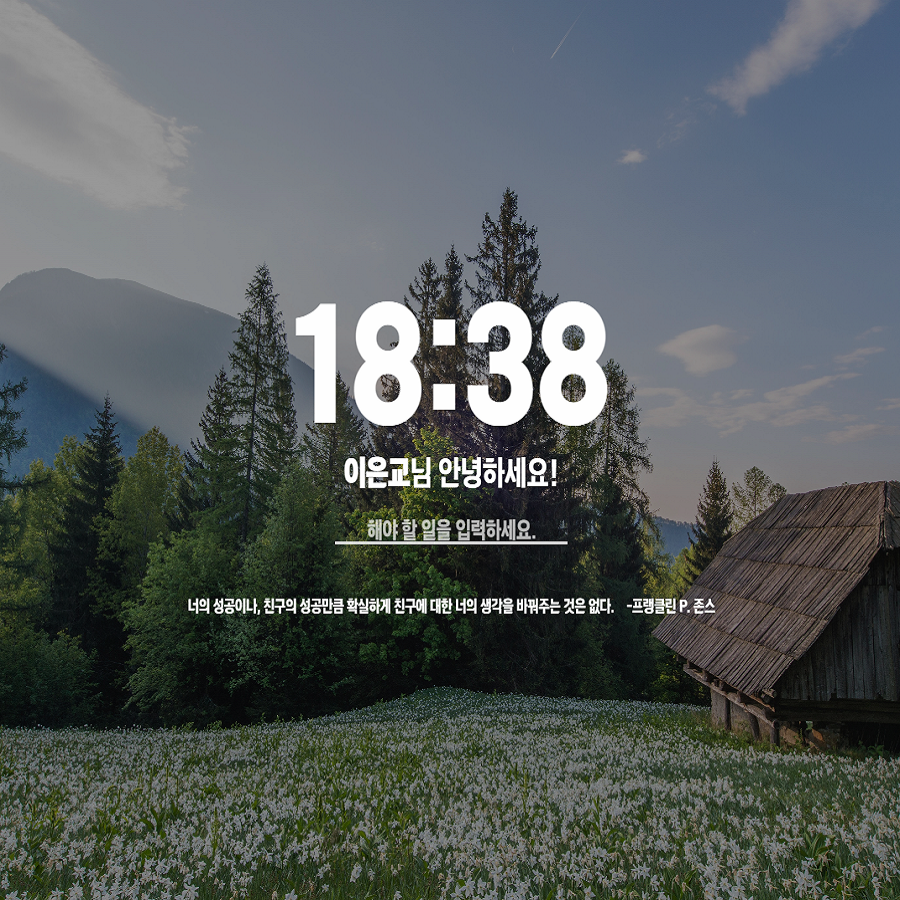 18:38
이은교님 안녕하세요!
해야 할 일을 입력하세요.
너의 성공이나, 친구의 성공만큼 확실하게 친구에 대한 너의 생각을 바꿔주는 것은 없다. -프랭클린 P. 존스